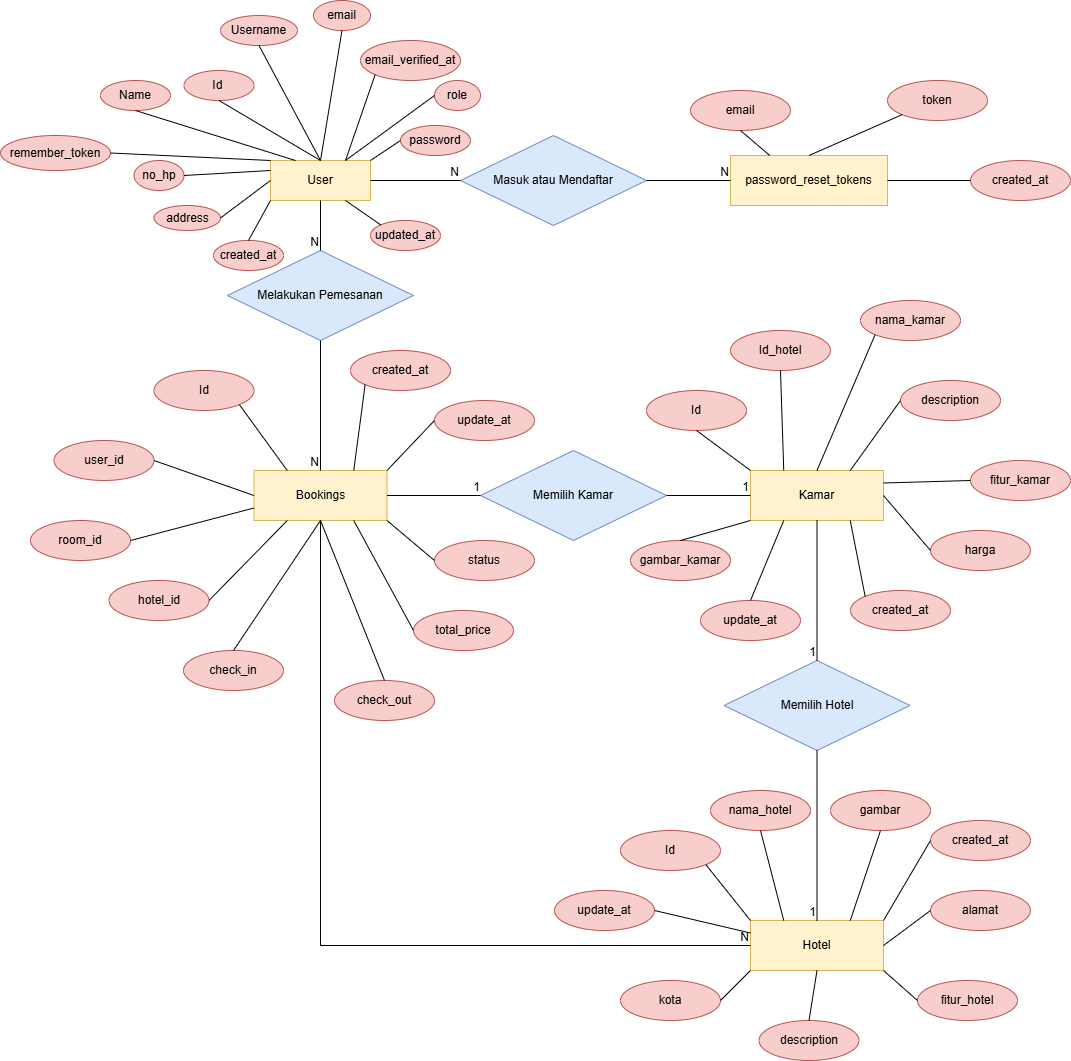 email
Username
email_verified_at
Id
Name
role
email
token
password
remember_token
no_hp
User
N
Masuk atau Mendaftar
N
password_reset_tokens
created_at
address
updated_at
created_at
N
Melakukan Pemesanan
nama_kamar
Id_hotel
created_at
Id
description
Id
update_at
user_id
N
fitur_kamar
Bookings
1
Memilih Kamar
1
Kamar
room_id
status
gambar_kamar
harga
hotel_id
total_price
update_at
created_at
check_in
check_out
1
Memilih Hotel
nama_hotel
gambar
Id
created_at
update_at
1
alamat
N
Hotel
kota
fitur_hotel
description